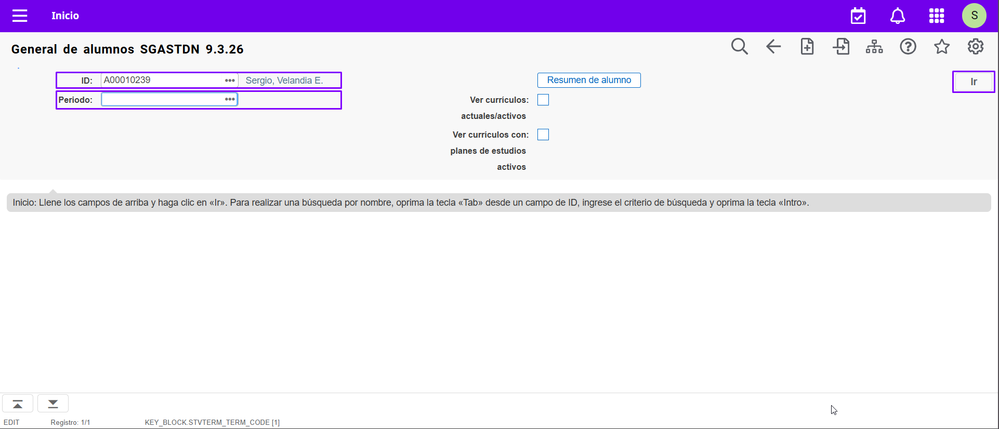 Inicio
S
General de alumnos SGASTDN 9.3.26
ID: A00010239 ••• Sergio, Velandia E.
Resumen de alumno
Ir
Periodo: •••
Ver currículos:
actuales/activos
Ver currículos con:
planes de estudios
activos
Inicio: Llene los campos de arriba y haga clic en «Ir». Para realizar una búsqueda por nombre, oprima la tecla «Tab» desde un campo de ID, ingrese el criterio de búsqueda y oprima la tecla «Intro».
EDIT Registro: 1/1 KEY_BLOCK.STVTERM_TERM_CODE [1]